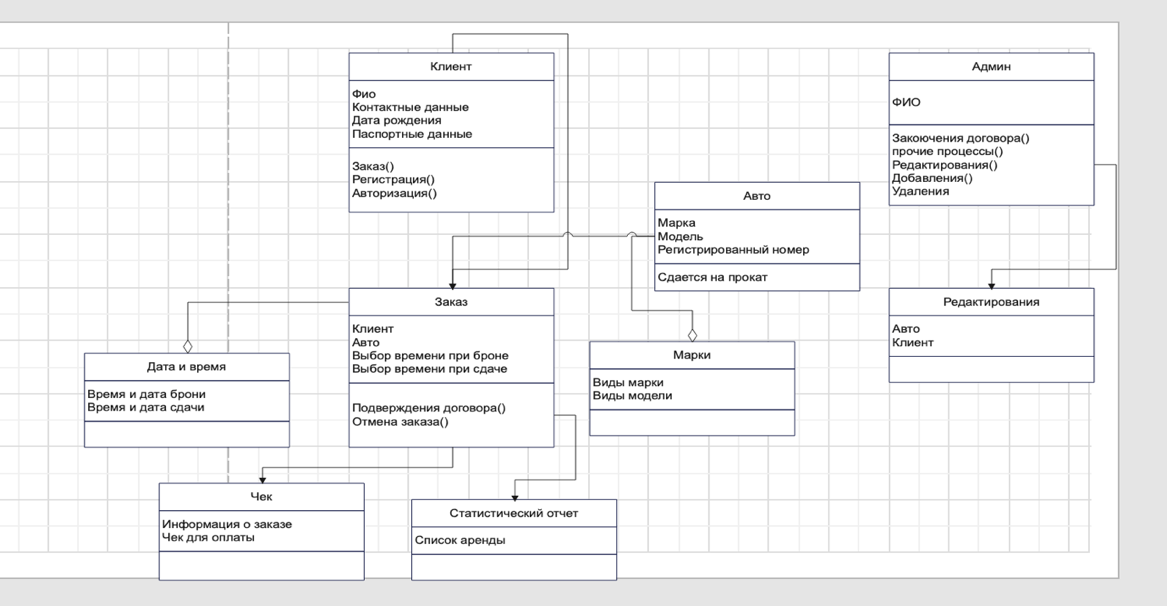 Клиент
Фио
Контактные данные
Дата рождения
Паспортные данные
Заказ()
Регистрация()
Авторизация()
Админ
ФИО
Закоючения договора()
прочие процессы()
Редактирования()
Добавления()
Удаления
Авто
Марка
Модель
Регистрированный номер
Сдается на прокат
Заказ
Клиент
Авто
Выбор времени при броне
Выбор времени при сдаче
Подверждения договора()
Отмена заказа()
Редактирования
Авто
Клиент
Дата и время
Время и дата брони
Время и дата сдачи
Марки
Виды марки
Виды модели
Чек
Информация о заказе
Чек для оплаты
Статистический отчет
Список аренды